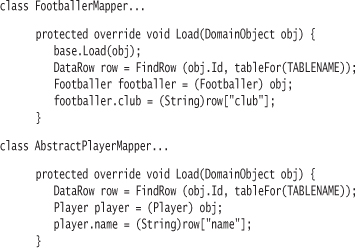 class FootballerMapper...
protected override void Load(DomainObject obj) {
base.Load(obj);
DataRow row = FindRow (obj.Id, tableFor(TABLENAME));
Footballer footballer = (Footballer) obj;
footballer.club = (String)row["club"];
}
class AbstractPlayerMapper...
protected override void Load(DomainObject obj) {
DataRow row = FindRow (obj.Id, tableFor(TABLENAME));
Player player = (Player) obj;
player.name = (String)row["name"];
}